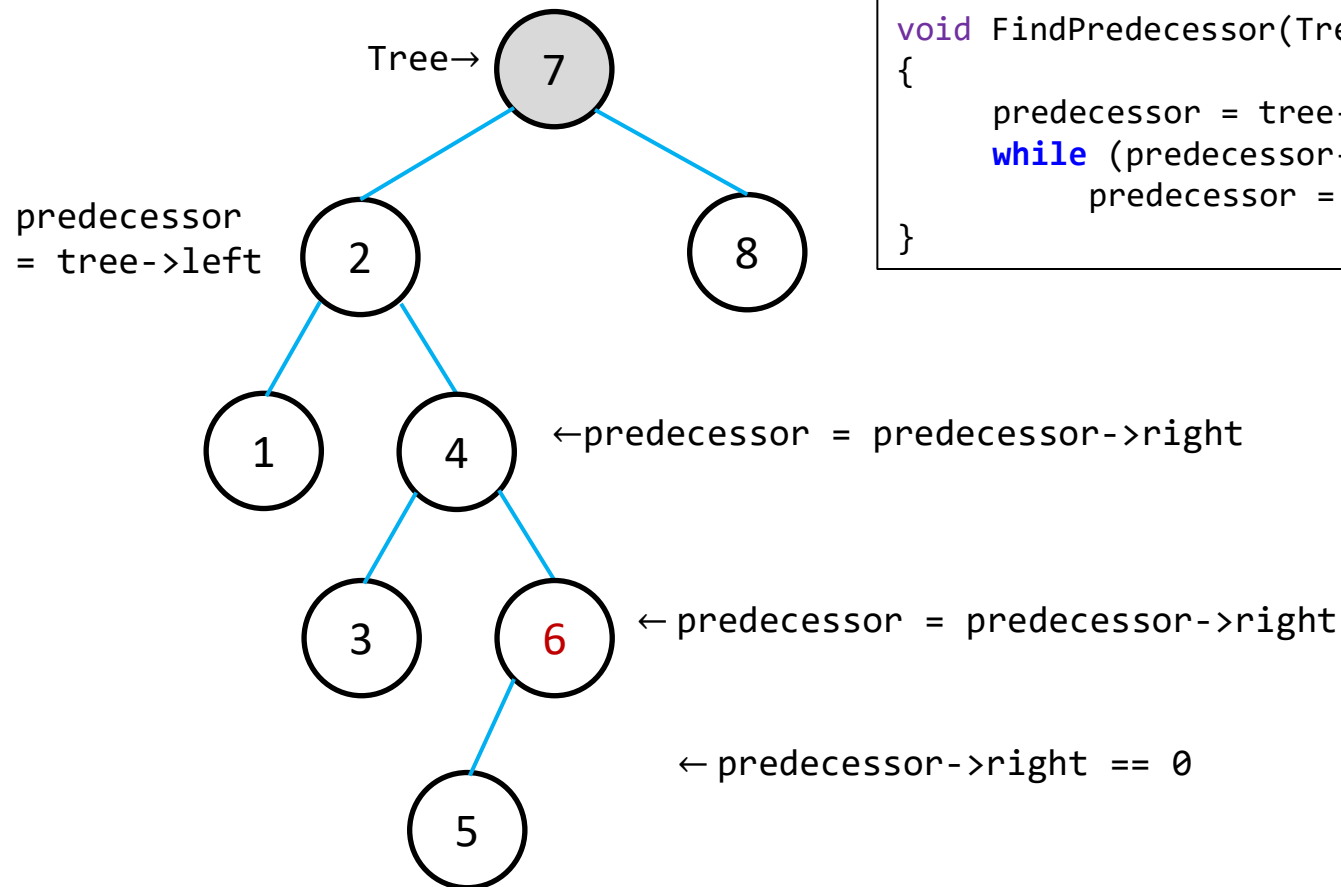 Tree→
7
void FindPredecessor(Tre
{
predecessor = tree-
while (predecessor-
predecessor =
}
predecessor
= tree->left
2
8
1
4
←predecessor = predecessor->right
3
6
← predecessor = predecessor->right
← predecessor->right == 0
5